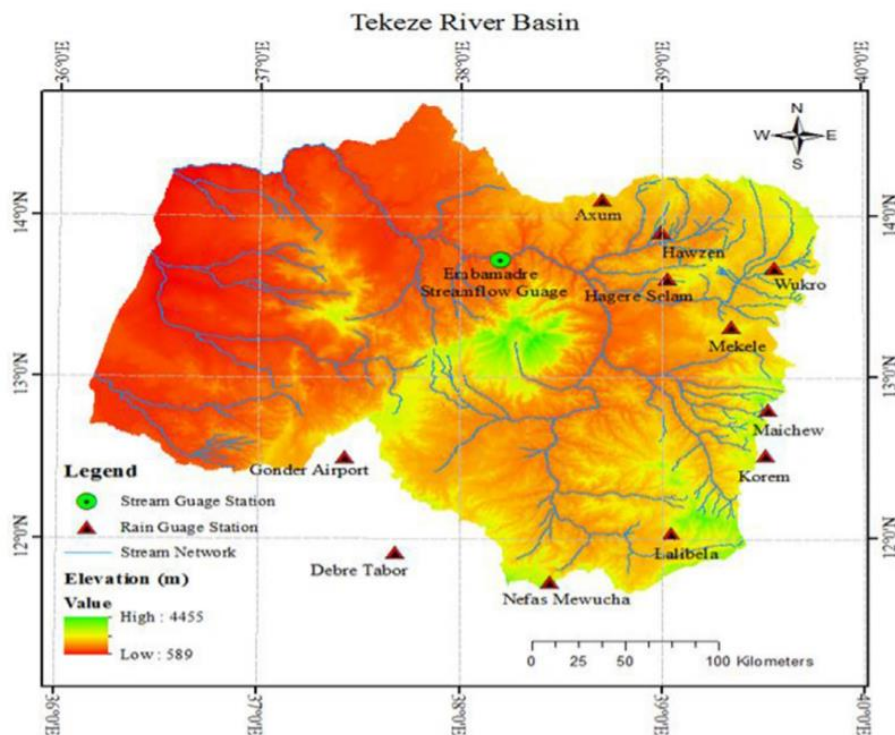 Tekeze River Basin
36°0'E
37°0'E
38°0'E
39°0'E
40°0'E
N
W E
S
14°0'N
14°0'N
Axum
Hawzen
Embamadre
Streamflow Guage
Hagere Selam
Wukro
Mekele
13°0'N
13°0'N
Maichew
Gonder Airport
Korem
Legend
Stream Guage Station
Rain Guage Station
Stream Network
12°0'N
12°0'N
Lalibela
Debre Tabor
Nefas Mewucha
Elevation (m)
Value
High : 4455
Low : 589
0 25 50 100 Kilometers
36°0'E
37°0'E
38°0'E
39°0'E
40°0'E